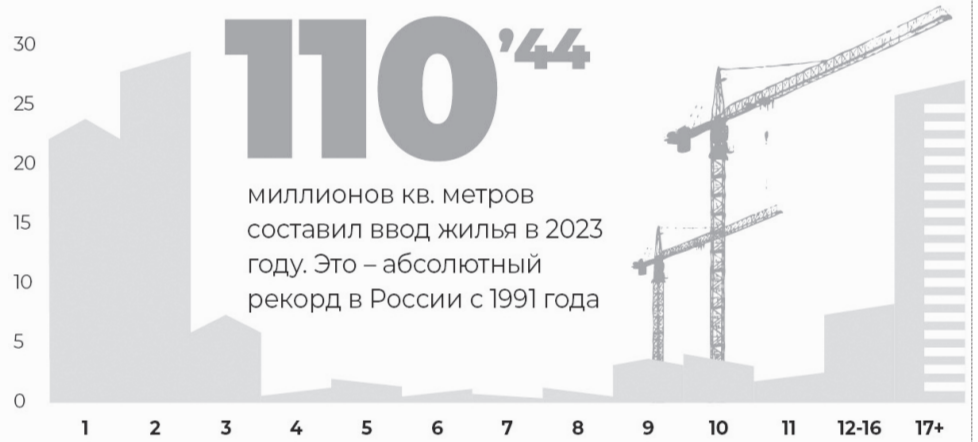 110’44
миллионов кв. метров
составил ввод жилья в 2023
году. Это – абсолютный
рекорд в России с 1991 года
30
25
20
15
10
5
0
1 2 3 4 5 6 7 8 9 10 11 12-16 17+